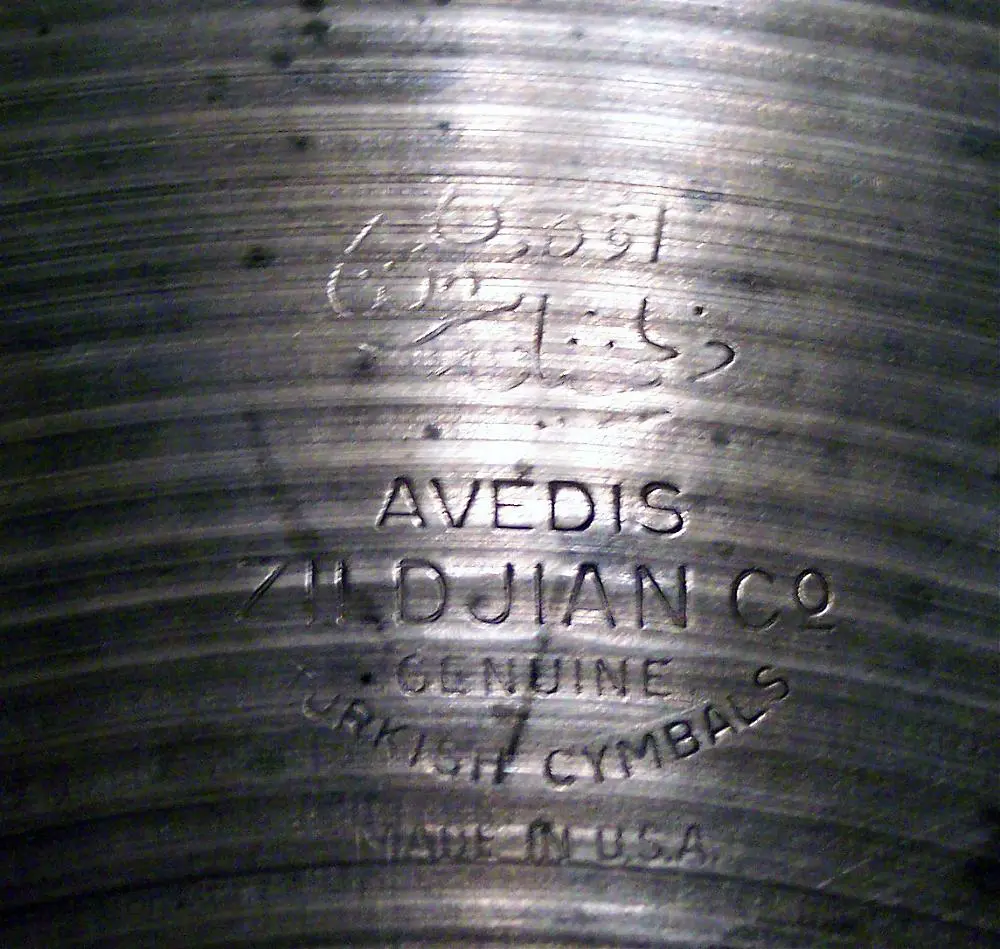 AVEDIS
ZILDJIAN Cº
GENUINE
TURKISH CYMBALS
MADE IN U.S.A.